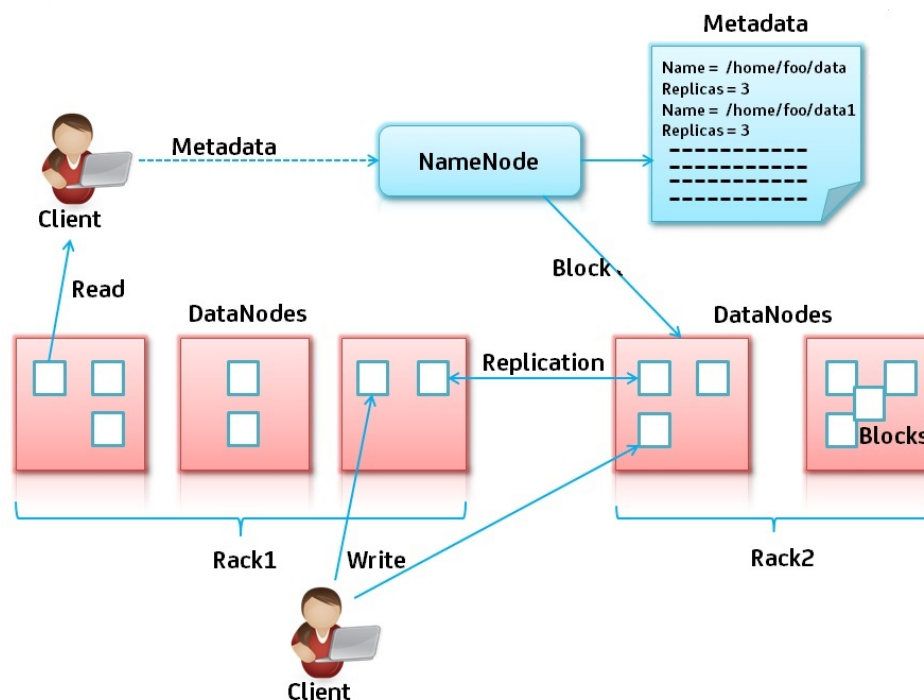 Metadata
Name = /home/foo/data
Replicas = 3
Name = /home/foo/data1
Replicas = 3
Metadata
NameNode
Client
Block
Read
DataNodes
DataNodes
Replication
Blocks
Rack1
Write
Rack2
Client